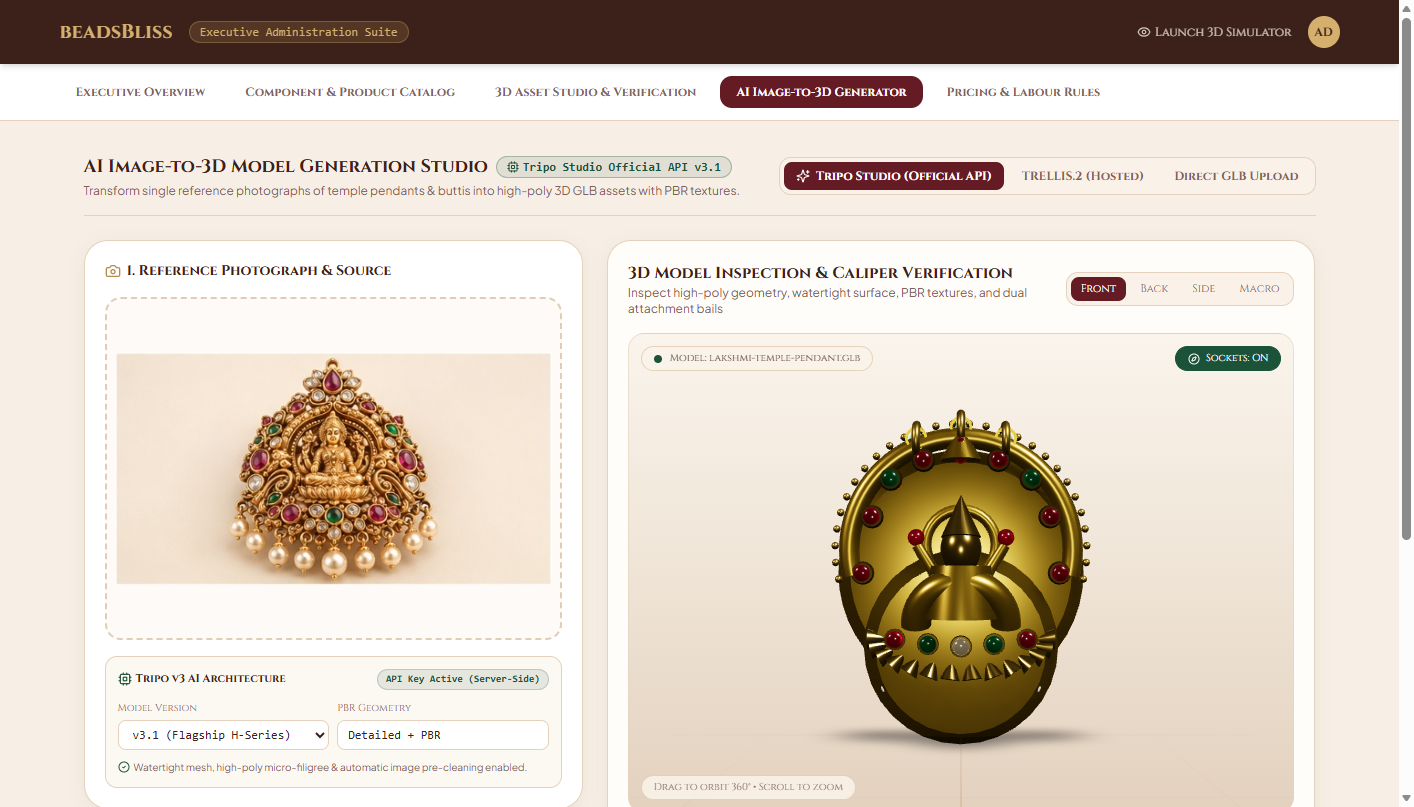 BEADSBLISS
Executive Administration Suite
LAUNCH 3D SIMULATOR
AD
EXECUTIVE OVERVIEW
COMPONENT & PRODUCT CATALOG
3D ASSET STUDIO & VERIFICATION
AI IMAGE-TO-3D GENERATOR
PRICING & LABOUR RULES
AI IMAGE-TO-3D MODEL GENERATION STUDIO
Tripo Studio Official API v3.1
Transform single reference photographs of temple pendants & buttis into high-poly 3D GLB assets with PBR textures.
TRIPO STUDIO (OFFICIAL API)
TRELLIS.2 (HOSTED)
DIRECT GLB UPLOAD
1. REFERENCE PHOTOGRAPH & SOURCE
TRIPO V3 AI ARCHITECTURE
API Key Active (Server-Side)
MODEL VERSION
PBR GEOMETRY
v3.1 (Flagship H-Series)
Detailed + PBR
Watertight mesh, high-poly micro-filigree & automatic image pre-cleaning enabled.
3D MODEL INSPECTION & CALIPER VERIFICATION
Inspect high-poly geometry, watertight surface, PBR textures, and dual
attachment bails
FRONT
BACK
SIDE
MACRO
MODEL: LAKSHMI-TEMPLE-PENDANT.GLB
SOCKETS: ON
DRAG TO ORBIT 360° • SCROLL TO ZOOM